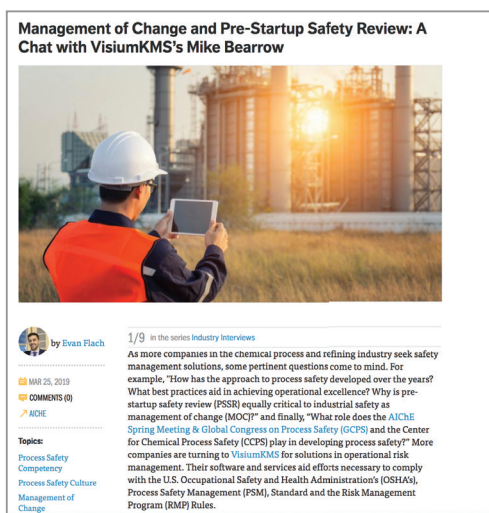 Management of Change and Pre-Startup Safety Review: A
Chat with VisiumKMS's Mike Bearrow
by Evan Flach
MAR 25, 2019
COMMENTS (0)
AICHE
Topics:
Process Safety
Competency
Process Safety Culture
Management of
Change
1/9 in the series Industry Interviews
As more companies in the chemical process and refining industry seek safety
management solutions, some pertinent questions come to mind. For
example, "How has the approach to process safety developed over the years?
What best practices aid in achieving operational excellence? Why is pre-
startup safety review (PSSR) equally critical to industrial safety as
management of change (MOC)?" and finally, "What role does the AIChE
Spring Meeting & Global Congress on Process Safety (GCPS) and the Center
for Chemical Process Safety (CCPS) play in developing process safety?" More
companies are turning to VisiumKMS for solutions in operational risk
management. Their software and services aid efforts necessary to comply
with the U.S. Occupational Safety and Health Administration's (OSHA's),
Process Safety Management (PSM), Standard and the Risk Management
Program (RMP) Rules.